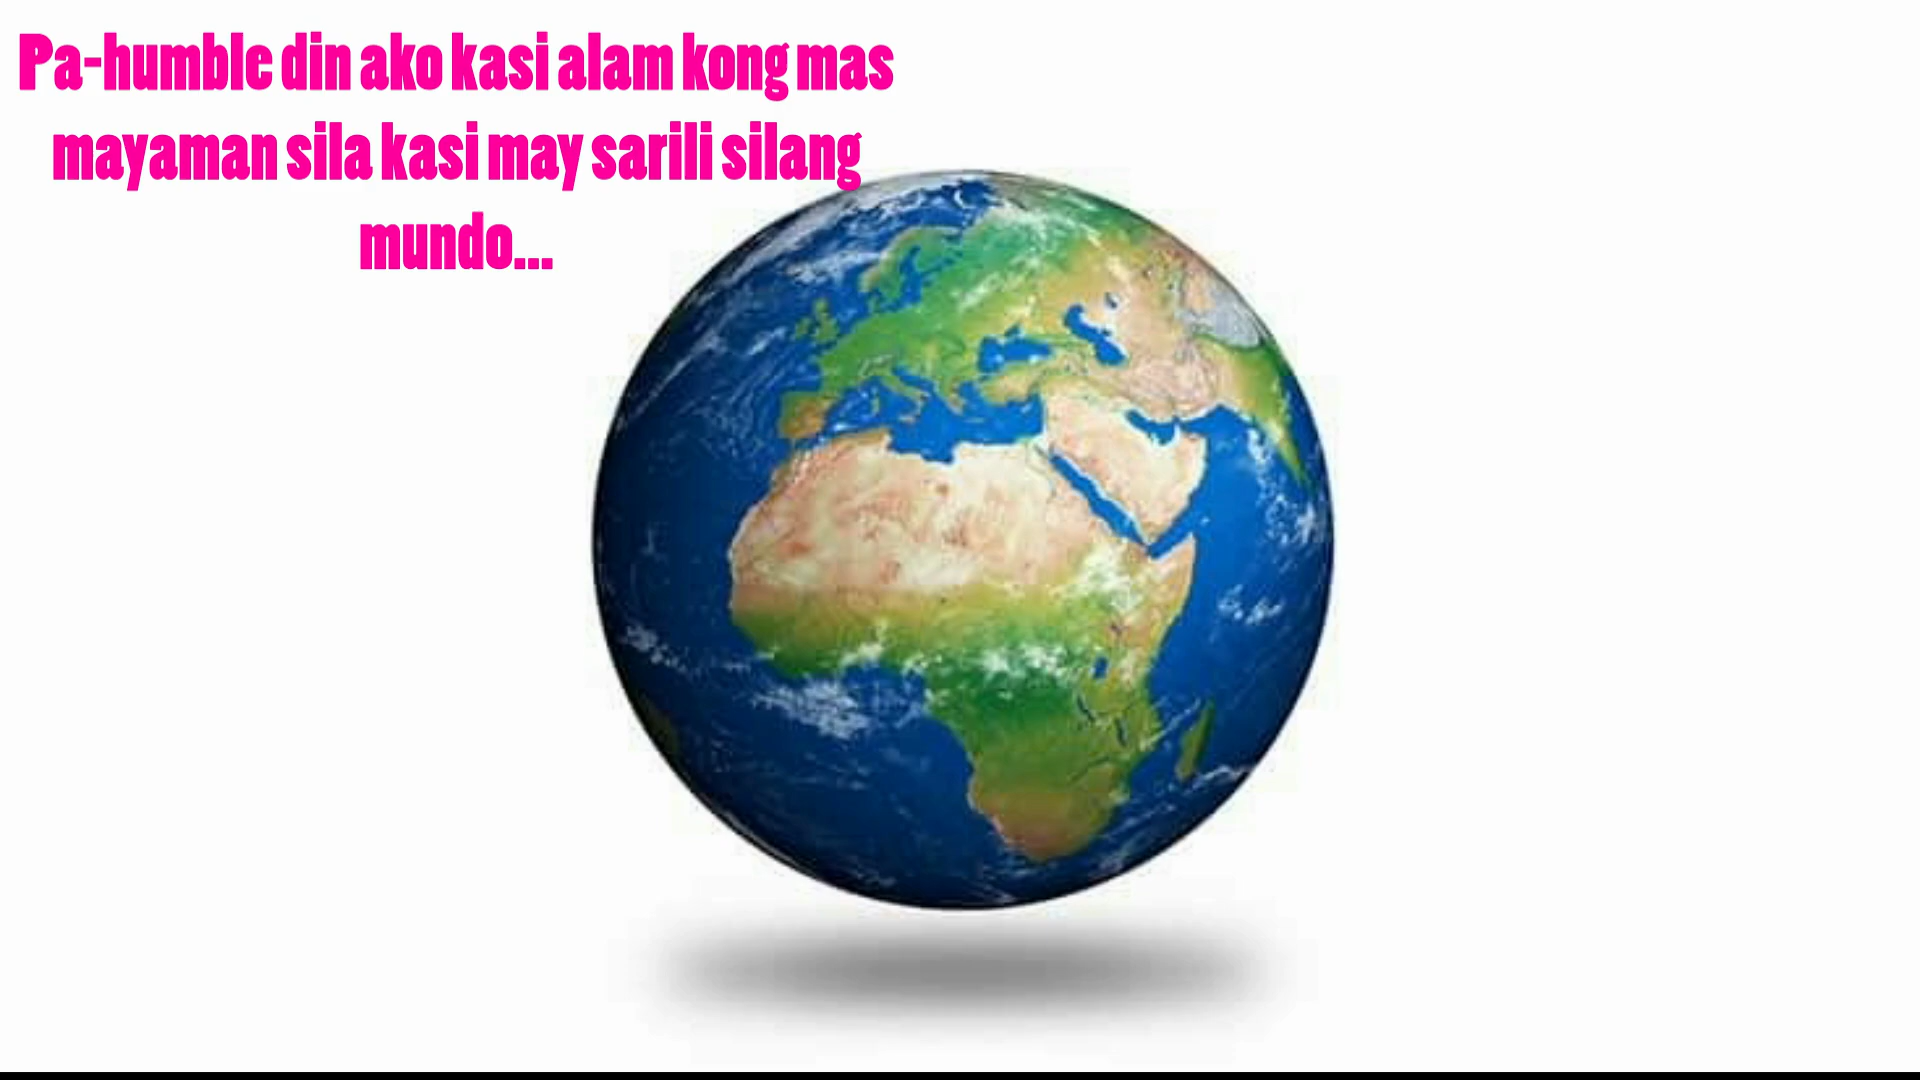 Pa-humble din ako kasi alam kong mas
mayaman sila kasi may sarili silang
mundo...